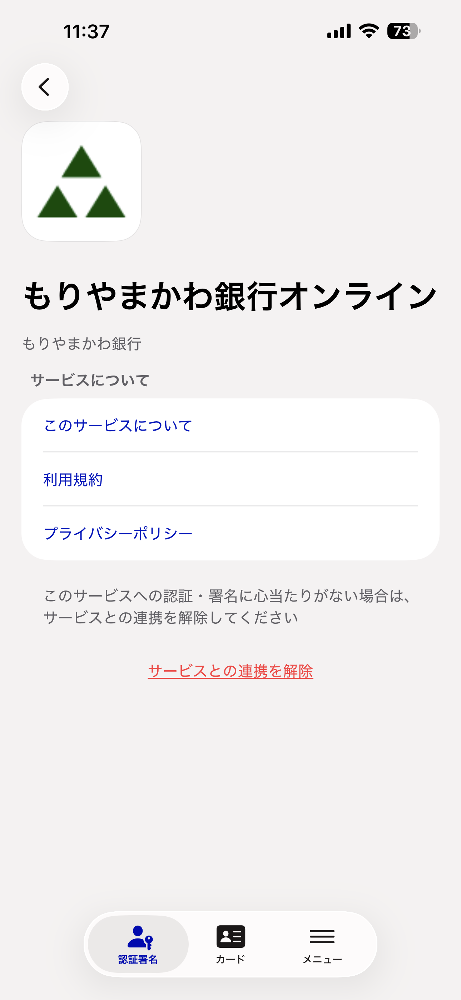 11:37
73
もりやまかわ銀行オンライン
もりやまかわ銀行
サービスについて
このサービスについて
利用規約
プライバシーポリシー
このサービスへの認証・署名に心当たりがない場合は、
サービスとの連携を解除してください
サービスとの連携を解除
認証署名
カード
メニュー